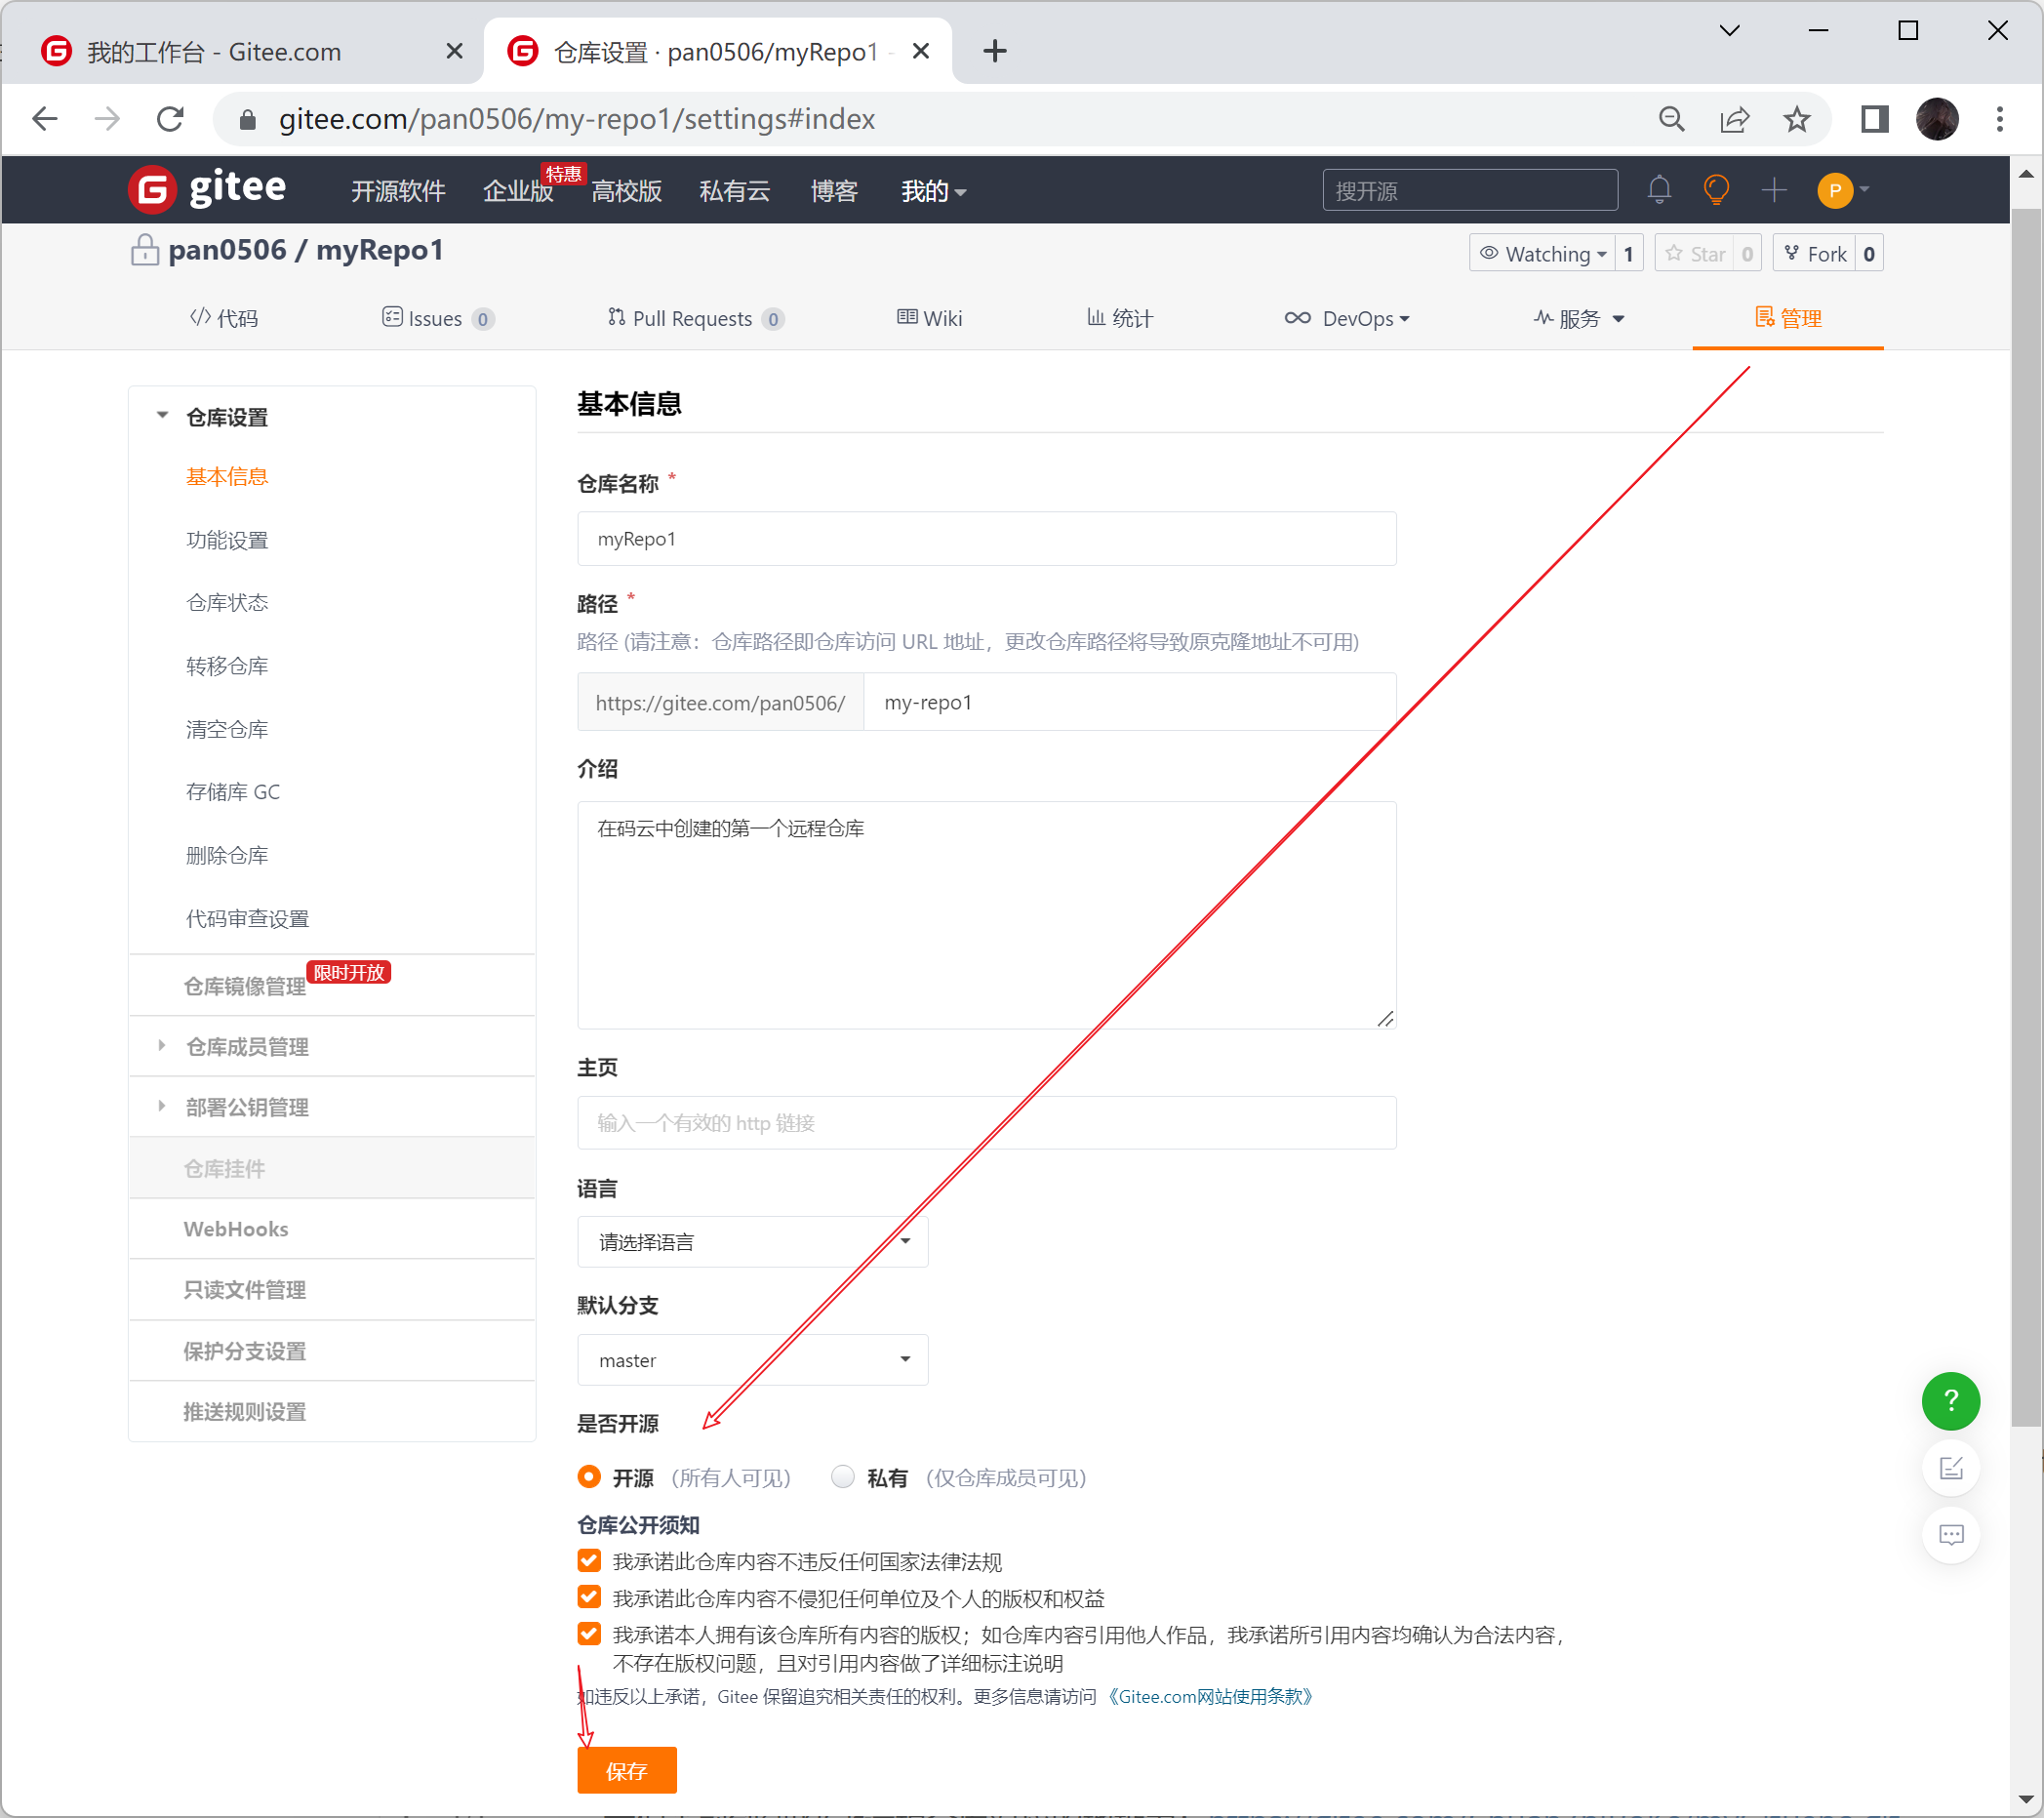 我的工作台 - Gitee.com
仓库设置 · pan0506/myRepo1 -
gitee.com/pan0506/my-repo1/settings#index
gitee 开源软件 企业版 特惠 高校版 私有云 博客 我的 搜开源 P
pan0506 / myRepo1
Watching 1 Star 0 Fork 0
代码 Issues 0 Pull Requests 0 Wiki 统计 DevOps 服务 管理
仓库设置
基本信息
功能设置
仓库状态
转移仓库
清空仓库
存储库 GC
删除仓库
代码审查设置
仓库镜像管理 限时开放
仓库成员管理
部署公钥管理
仓库挂件
WebHooks
只读文件管理
保护分支设置
推送规则设置
基本信息
仓库名称 *
myRepo1
路径 *
路径 (请注意：仓库路径即仓库访问 URL 地址，更改仓库路径将导致原克隆地址不可用)
https://gitee.com/pan0506/ my-repo1
介绍
在码云中创建的第一个远程仓库
主页
输入一个有效的 http 链接
语言
请选择语言
默认分支
master
是否开源
开源 （所有人可见） 私有 （仅仓库成员可见）
仓库公开须知
我承诺此仓库内容不违反任何国家法律法规
我承诺此仓库内容不侵犯任何单位及个人的版权和权益
我承诺本人拥有该仓库所有内容的版权；如仓库内容引用他人作品，我承诺所引用内容均确认为合法内容，
不存在版权问题，且对引用内容做了详细标注说明
如违反以上承诺，Gitee 保留追究相关责任的权利。更多信息请访问 《Gitee.com网站使用条款》
保存
?